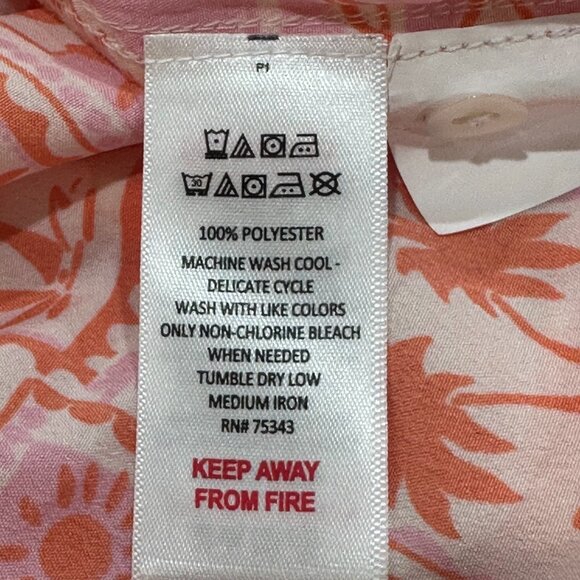 P1
30
100% POLYESTER
MACHINE WASH COOL -
DELICATE CYCLE
WASH WITH LIKE COLORS
ONLY NON-CHLORINE BLEACH
WHEN NEEDED
TUMBLE DRY LOW
MEDIUM IRON
RN# 75343
KEEP AWAY
FROM FIRE